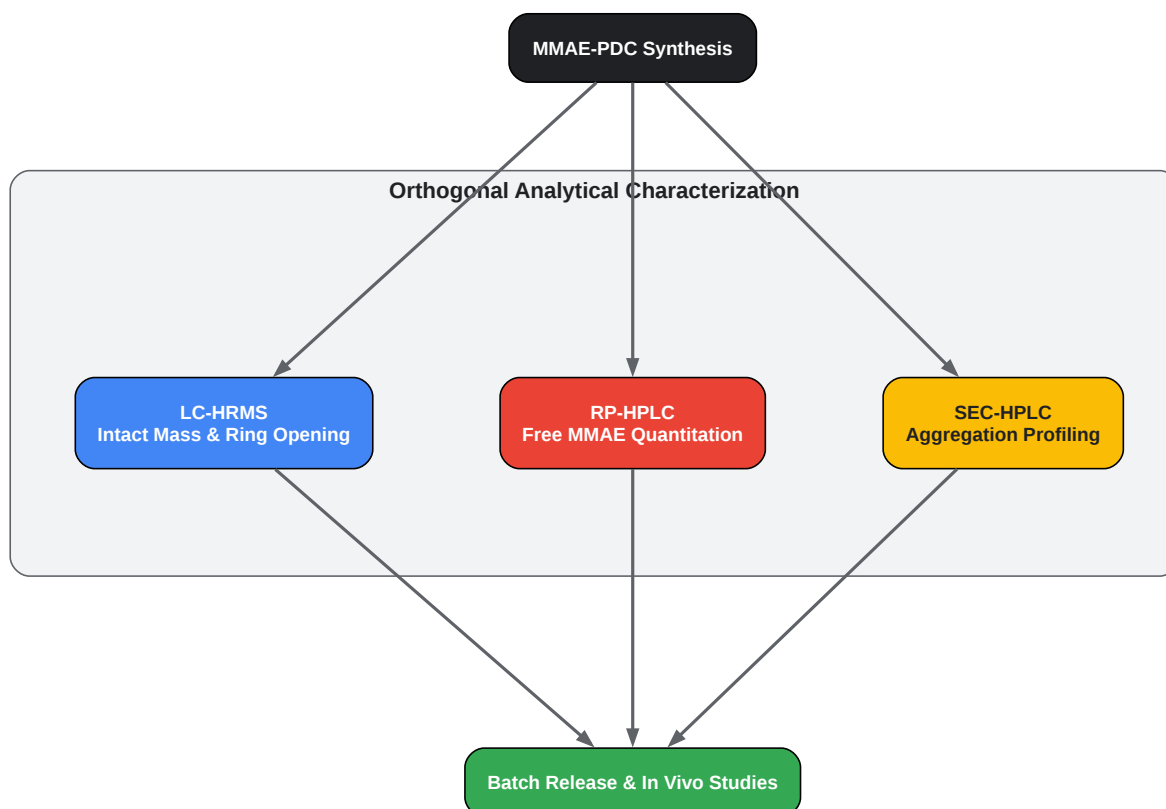 MMAE-PDC Synthesis
Orthogonal Analytical Characterization
LC-HRMS
Intact Mass & Ring Opening
RP-HPLC
Free MMAE Quantitation
SEC-HPLC
Aggregation Profiling
Batch Release & In Vivo Studies